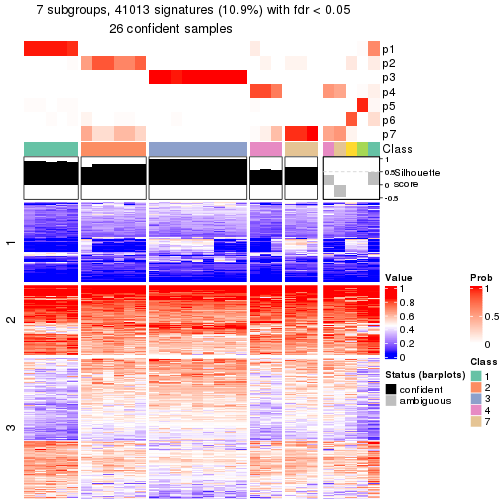 7 subgroups, 41013 signatures (10.9%) with fdr < 0.05
26 confident samples
p1
p2
p3
p4
p5
p6
p7
Class
1
0.5
0
-0.5
Silhouette
score
1
2
3
Value
1
0.8
0.6
0.4
0.2
0
Status (barplots)
confident
ambiguous
Prob
1
0.5
0
Class
1
2
3
4
7